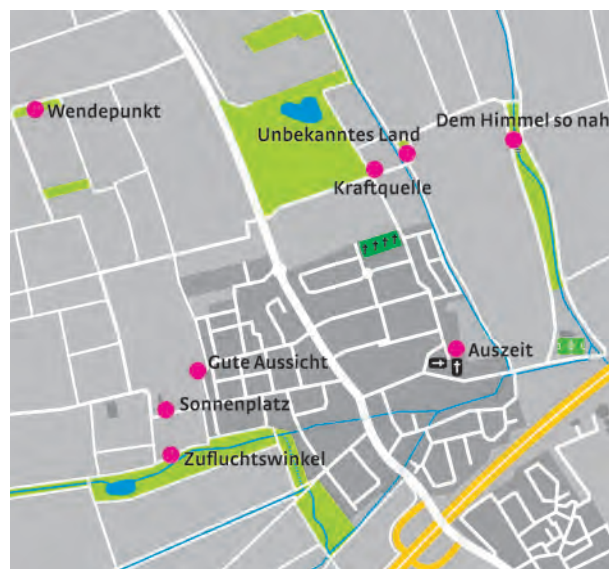 Wendepunkt
Dem Himmel so nah
Unbekanntes Land
Kraftquelle
Auszeit
Gute Aussicht
Sonnenplatz
Zufluchtswinkel